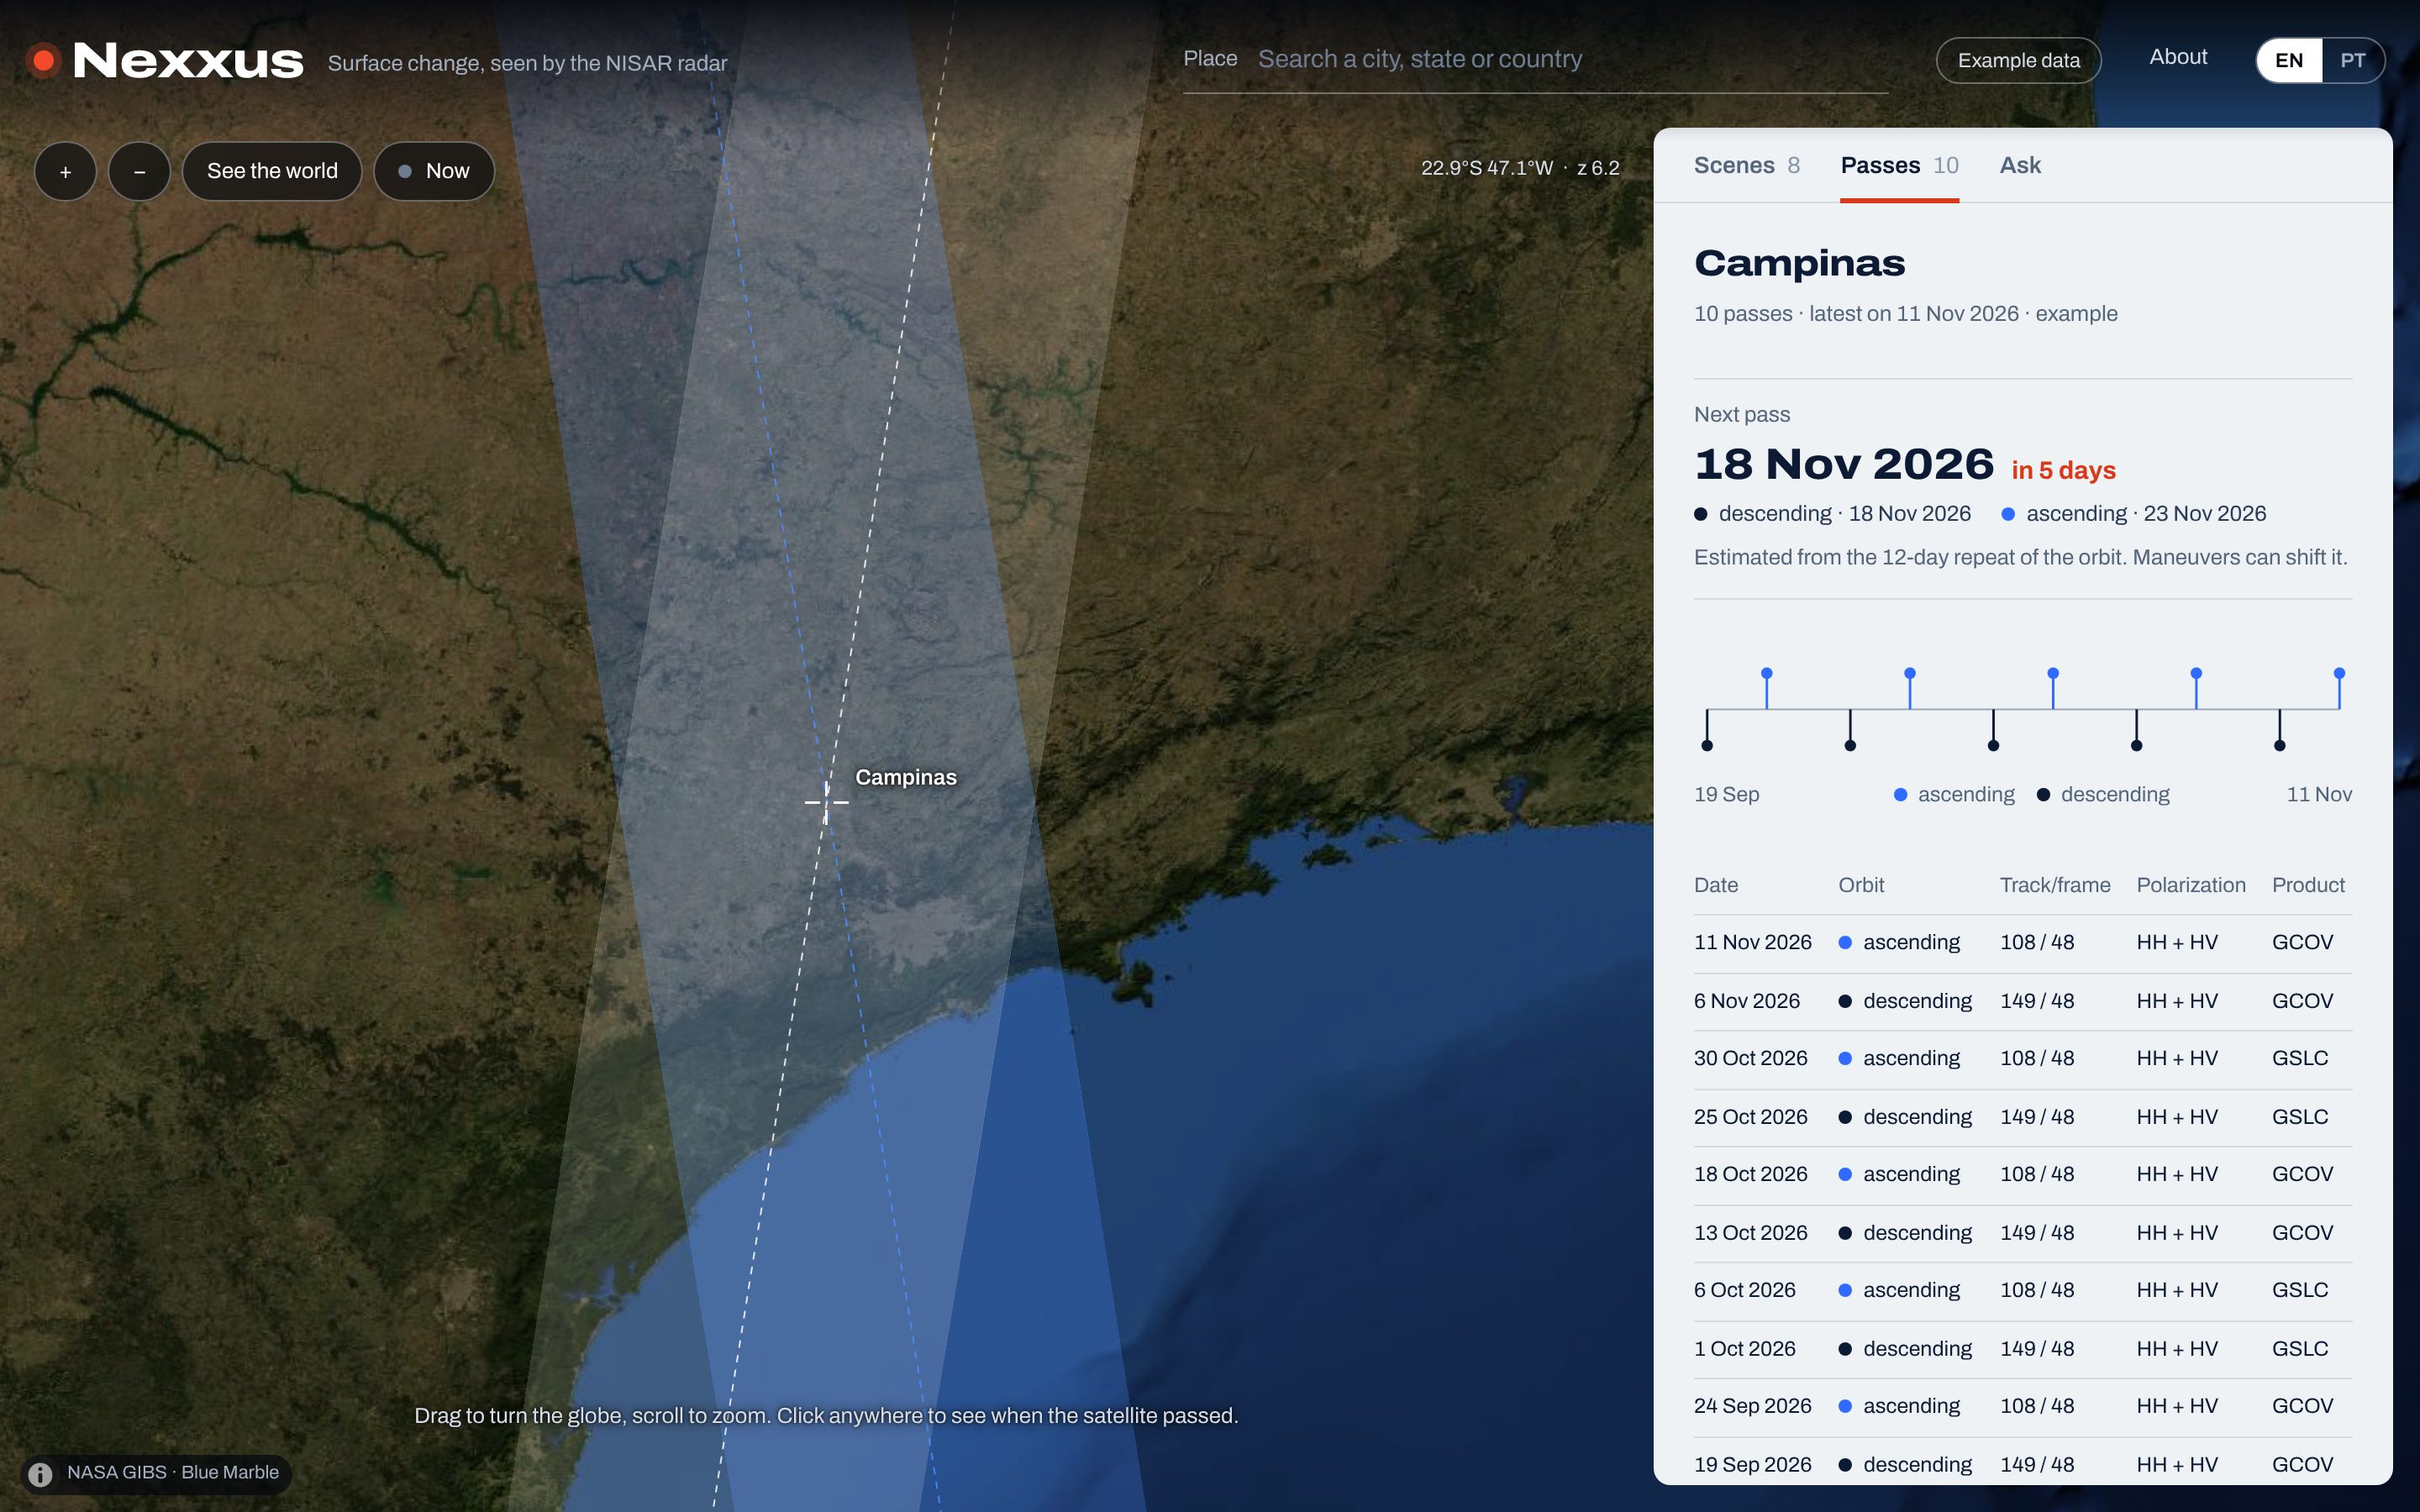 Nexxus
Surface change, seen by the NISAR radar
Place
Search a city, state or country
Example data
About
EN
PT
+
−
See the world
Now
22.9°S 47.1°W · z 6.2
Campinas
Drag to turn the globe, scroll to zoom. Click anywhere to see when the satellite passed.
NASA GIBS · Blue Marble
Scenes 8
Passes 10
Ask
Campinas
10 passes · latest on 11 Nov 2026 · example
Next pass
18 Nov 2026 in 5 days
descending · 18 Nov 2026 ascending · 23 Nov 2026
Estimated from the 12-day repeat of the orbit. Maneuvers can shift it.
19 Sep ascending descending 11 Nov
Date Orbit Track/frame Polarization Product
11 Nov 2026 ascending 108 / 48 HH + HV GCOV
6 Nov 2026 descending 149 / 48 HH + HV GCOV
30 Oct 2026 ascending 108 / 48 HH + HV GSLC
25 Oct 2026 descending 149 / 48 HH + HV GSLC
18 Oct 2026 ascending 108 / 48 HH + HV GCOV
13 Oct 2026 descending 149 / 48 HH + HV GCOV
6 Oct 2026 ascending 108 / 48 HH + HV GSLC
1 Oct 2026 descending 149 / 48 HH + HV GSLC
24 Sep 2026 ascending 108 / 48 HH + HV GCOV
19 Sep 2026 descending 149 / 48 HH + HV GCOV